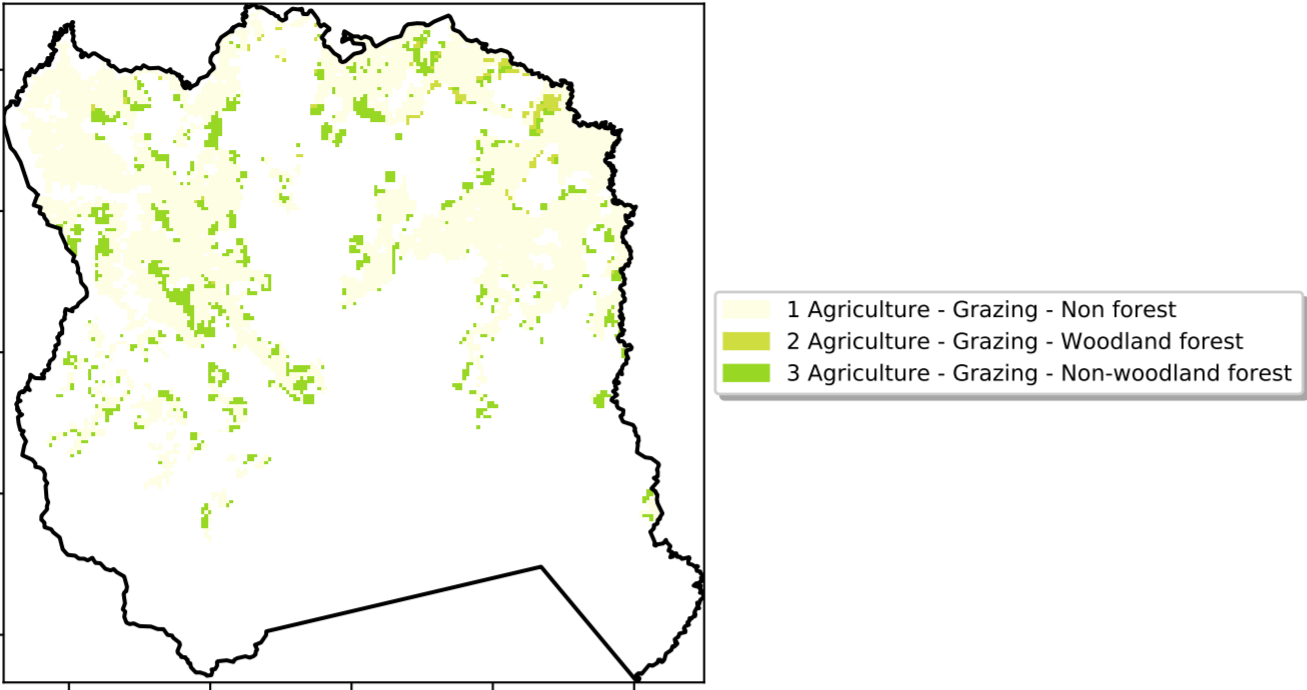 1 Agriculture - Grazing - Non forest
2 Agriculture - Grazing - Woodland forest
3 Agriculture - Grazing - Non-woodland forest